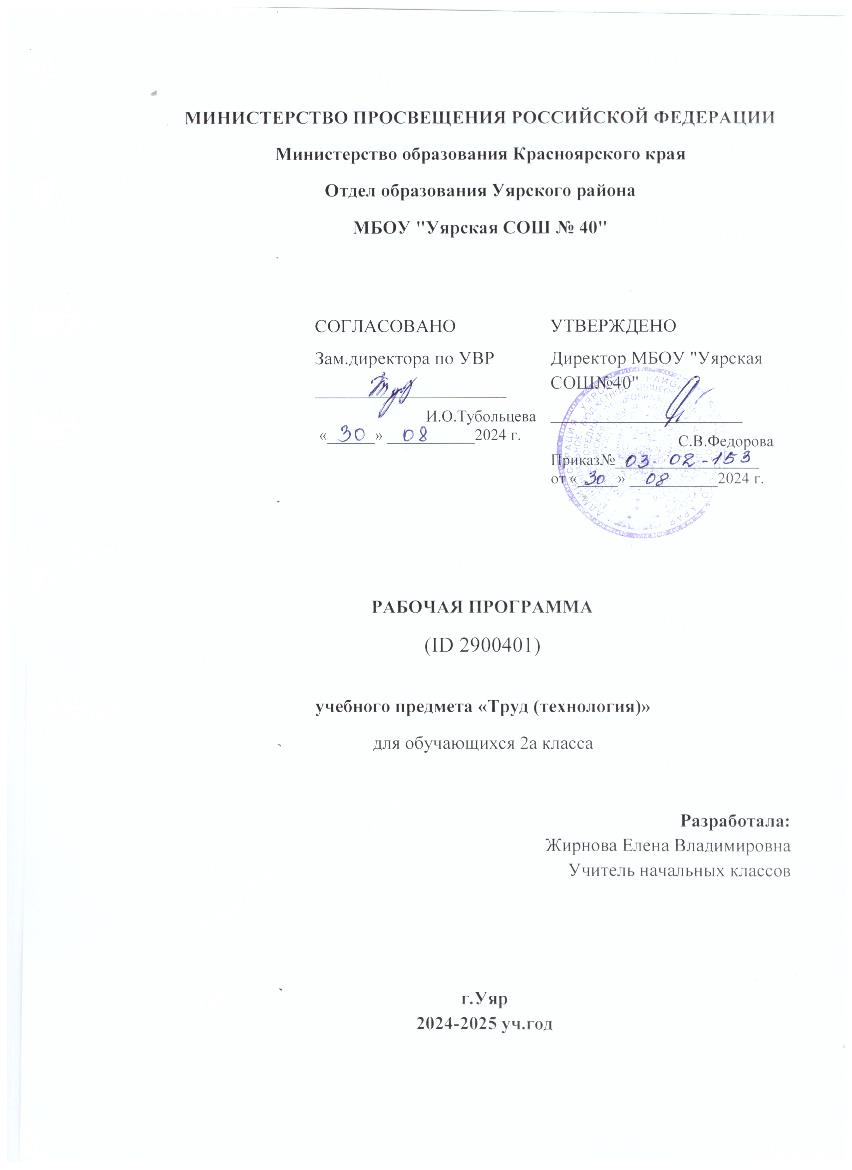 МИНИСТЕРСТВО ПРОСВЕЩЕНИЯ РОССИЙСКОЙ ФЕДЕРАЦИИ
Министерство образования Красноярского края
Отдел образования Уярского района
МБОУ "Уярская СОШ № 40"
СОГЛАСОВАНО
Зам.директора по УВР
И.О.Тубольцева
«30» 08 2024 г.
УТВЕРЖДЕНО
Директор МБОУ "Уярская
СОШ№40"
С.В.Федорова
Приказ№ 03-02-153
от «30» 08 2024 г.
РАБОЧАЯ ПРОГРАММА
(ID 2900401)
учебного предмета «Труд (технология)»
для обучающихся 2а класса
Разработала:
Жирнова Елена Владимировна
Учитель начальных классов
г.Уяр
2024-2025 уч.год